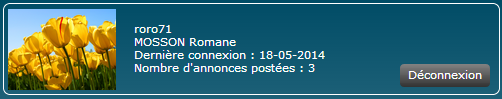 roro71
MOSSON Romane
Dernière connexion : 18-05-2014
Nombre d'annonces postées : 3
Déconnexion